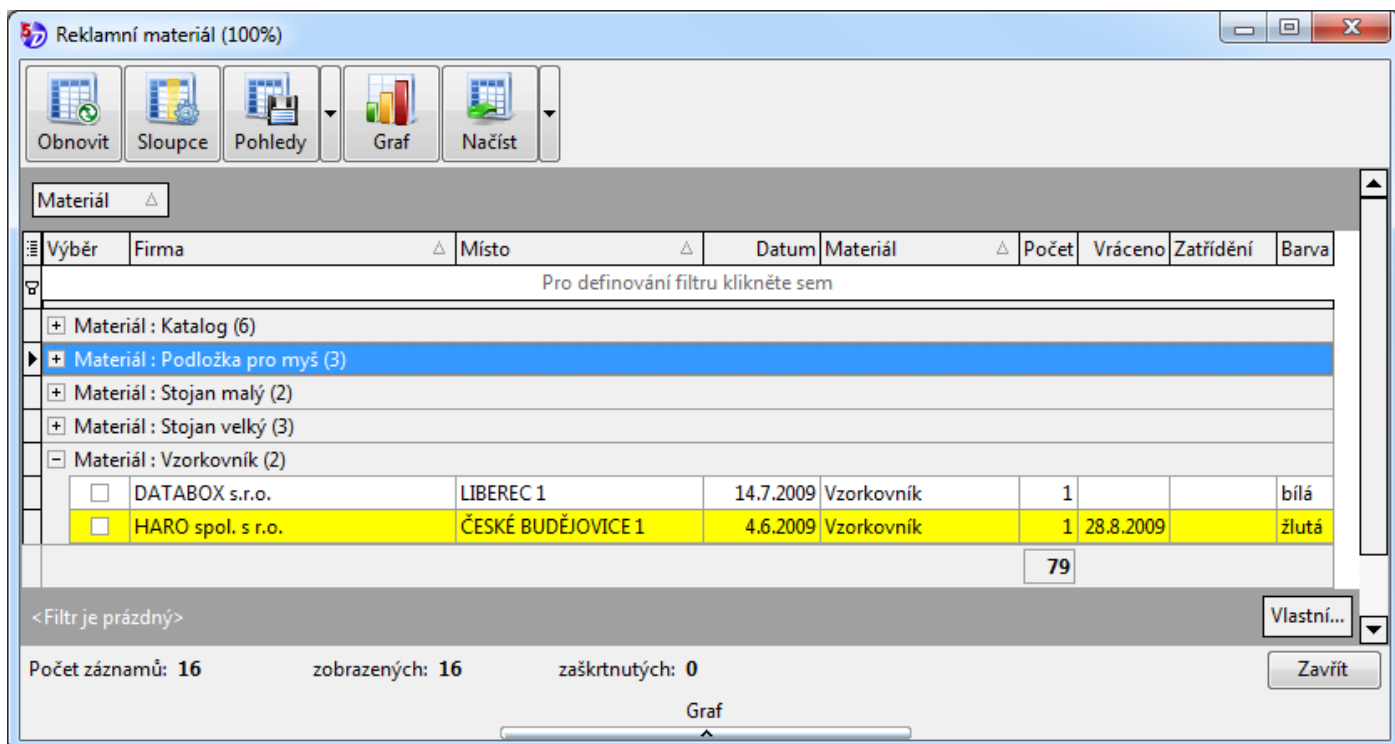 Reklamní materiál (100%)
Obnovit Sloupce Pohledy Graf Načíst
Materiál
Výběr Firma Místo Datum Materiál Počet Vráceno Zatřídění Barva
Pro definování filtru klikněte sem
Materiál : Katalog (6)
Materiál : Podložka pro myš (3)
Materiál : Stojan malý (2)
Materiál : Stojan velký (3)
Materiál : Vzorkovník (2)
DATABOX s.r.o. LIBEREC 1 14.7.2009 Vzorkovník 1 bílá
HARO spol. s r.o. ČESKÉ BUDĚJOVICE 1 4.6.2009 Vzorkovník 1 28.8.2009 žlutá
79
<Filtr je prázdný> Vlastní...
Počet záznamů: 16 zobrazených: 16 zaškrtnutých: 0 Zavřít
Graf